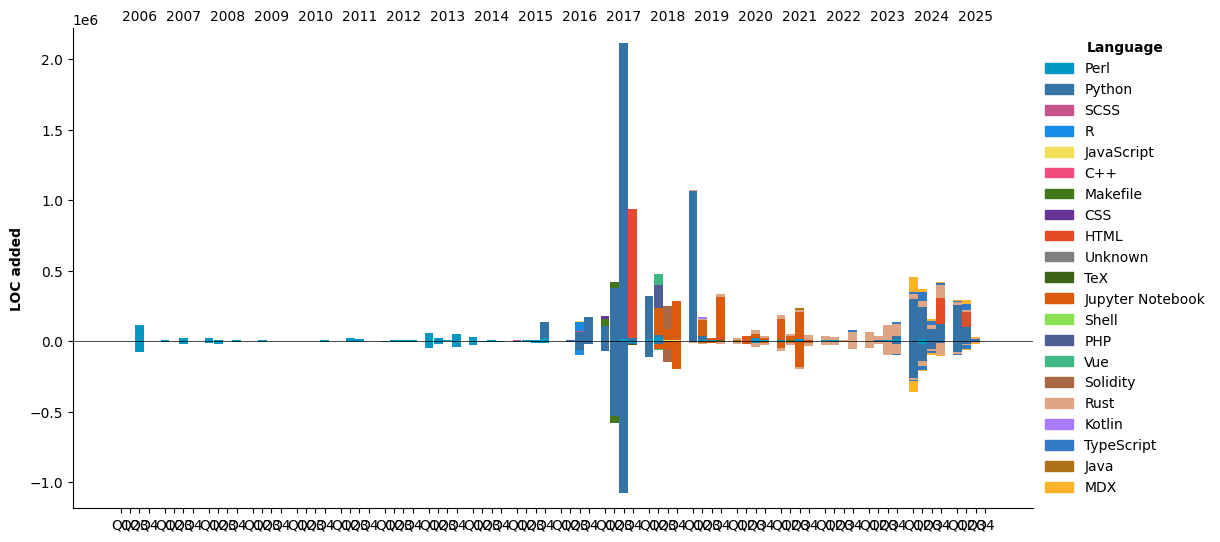 2006 2007 2008 2009 2010 2011 2012 2013 2014 2015 2016 2017 2018 2019 2020 2021 2022 2023 2024 2025
1e6
2.0
1.5
1.0
0.5
0.0
−0.5
−1.0
LOC added
Language
Perl
Python
SCSS
R
JavaScript
C++
Makefile
CSS
HTML
Unknown
TeX
Jupyter Notebook
Shell
PHP
Vue
Solidity
Rust
Kotlin
TypeScript
Java
MDX